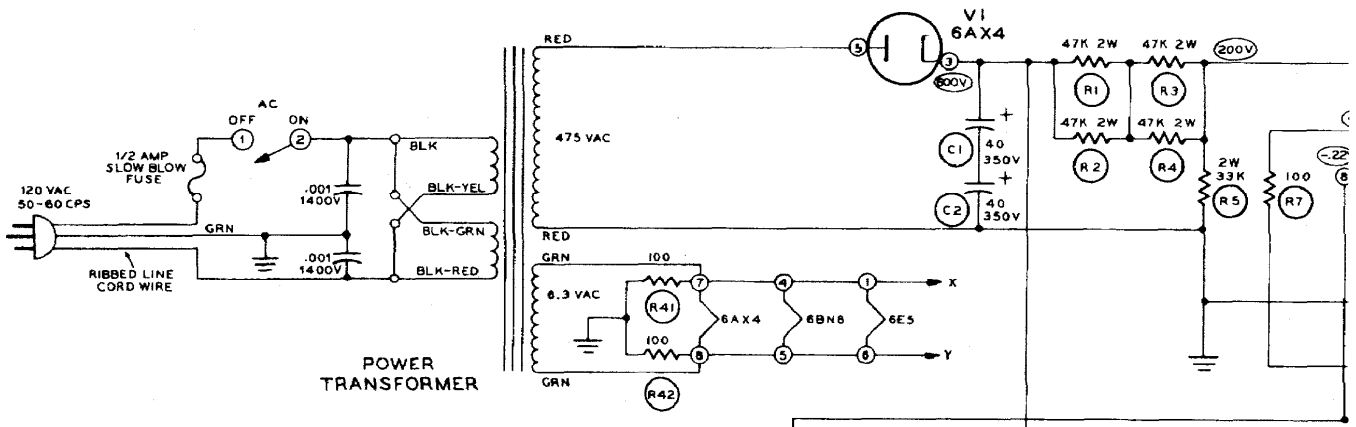 V1
6AX4
RED
5
3
600V
47K 2W
47K 2W
200V
R1
R3
47K 2W
47K 2W
R2
R4
AC
OFF
ON
1
2
475 VAC
C1
+
40
350V
C2
+
40
350V
2W
33K
R5
100
R7
-.22
8
1/2 AMP
SLOW BLOW
FUSE
BLK
BLK-YEL
.001
1400V
120 VAC
50-60 CPS
GRN
BLK-GRN
.001
1400V
BLK-RED
RIBBED LINE
CORD WIRE
RED
GRN
6.3 VAC
100
R41
7
4
1
X
6AX4
6BN8
6E5
100
8
5
6
Y
R42
GRN
POWER
TRANSFORMER